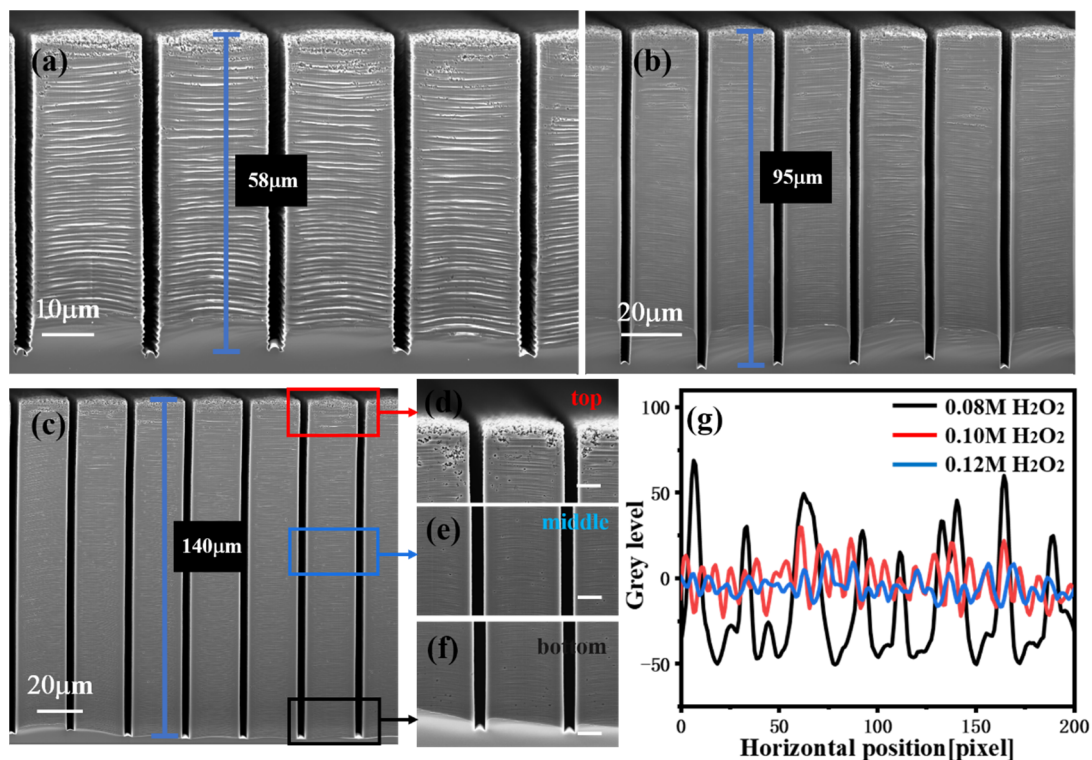 (a)
58μm
10μm
(b)
95μm
20μm
(c)
140μm
20μm
(d)
top
(e)
middle
(f)
bottom
(g)
0.08M H₂O₂
0.10M H₂O₂
0.12M H₂O₂
100
50
0
−50
Grey level
0 50 100 150 200
Horizontal position[pixel]